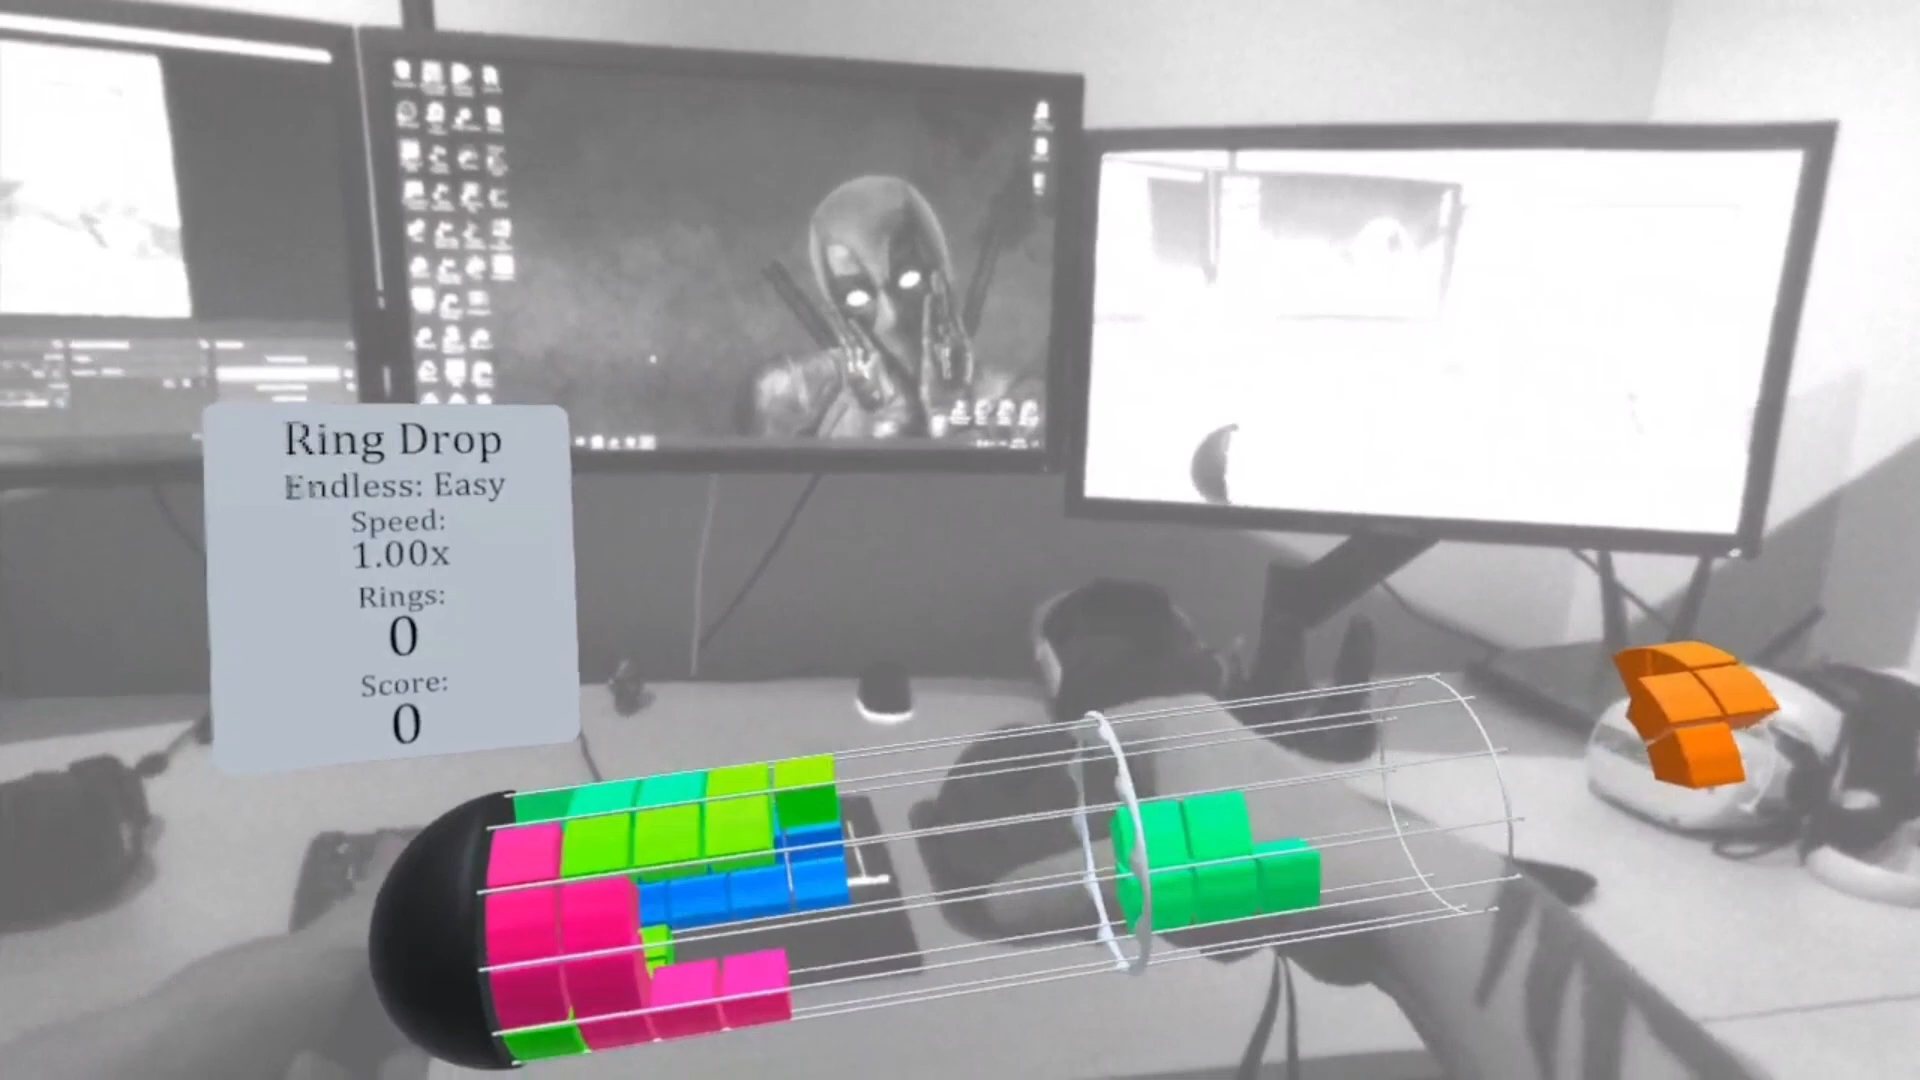 Ring Drop
Endless: Easy
Speed:
1.00x
Rings:
0
Score:
0